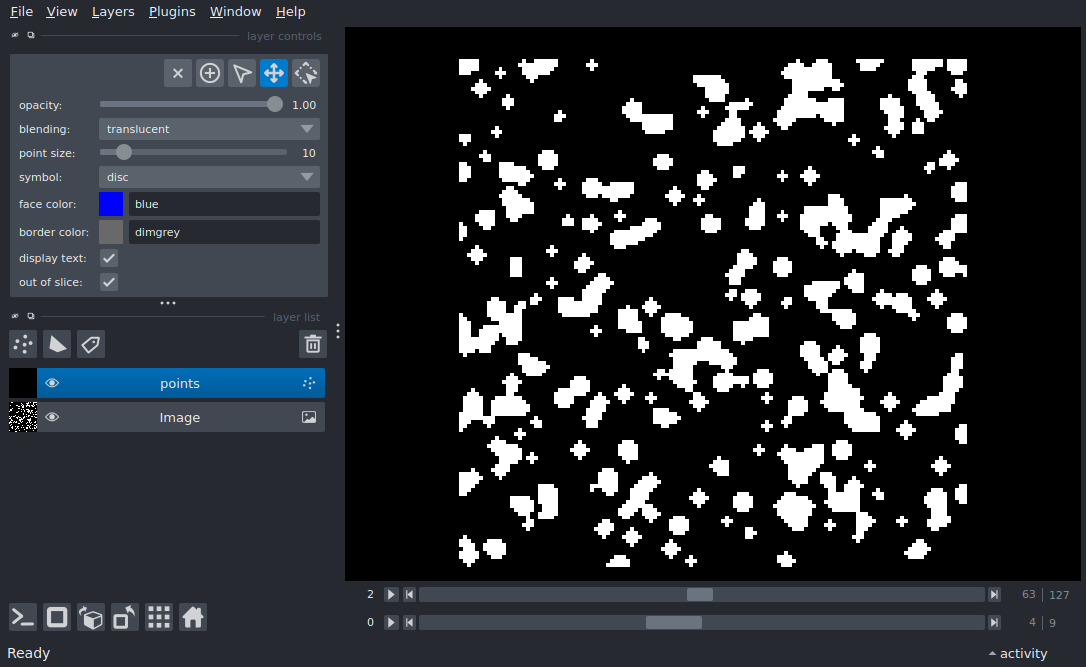 File View Layers Plugins Window Help
layer controls
opacity: 1.00
blending: translucent
point size: 10
symbol: disc
face color: blue
border color: dimgrey
display text:
out of slice:
layer list
points
Image
2 63 127
0 4 9
Ready activity